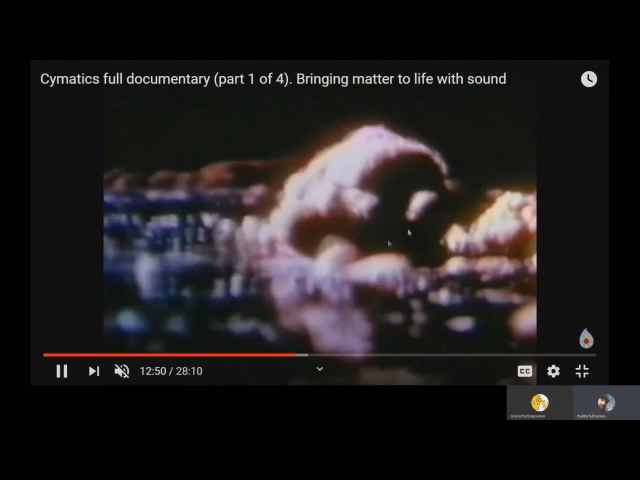 Cymatics full documentary (part 1 of 4). Bringing matter to life with sound
12:50 / 28:10
CC